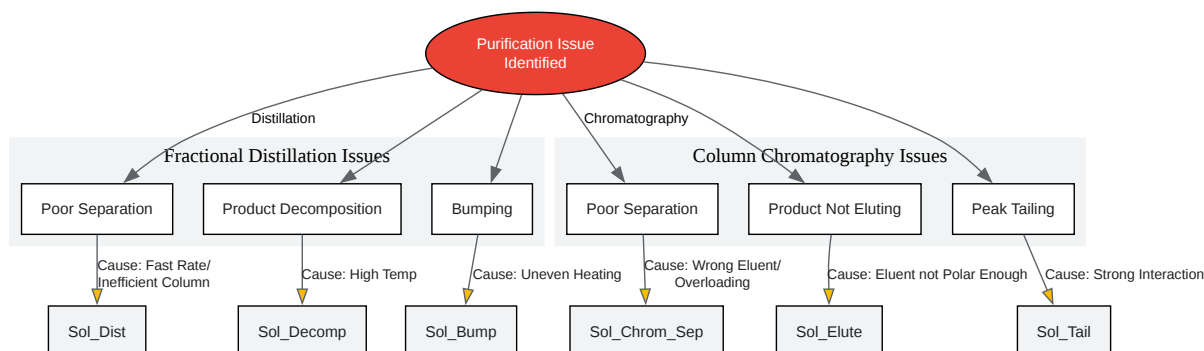 Purification Issue
Identified
Distillation
Chromatography
Fractional Distillation Issues
Column Chromatography Issues
Poor Separation
Product Decomposition
Bumping
Poor Separation
Product Not Eluting
Peak Tailing
Cause: Fast Rate/
Inefficient Column
Cause: High Temp
Cause: Uneven Heating
Cause: Wrong Eluent/
Overloading
Cause: Eluent not Polar Enough
Cause: Strong Interaction
Sol_Dist
Sol_Decomp
Sol_Bump
Sol_Chrom_Sep
Sol_Elute
Sol_Tail